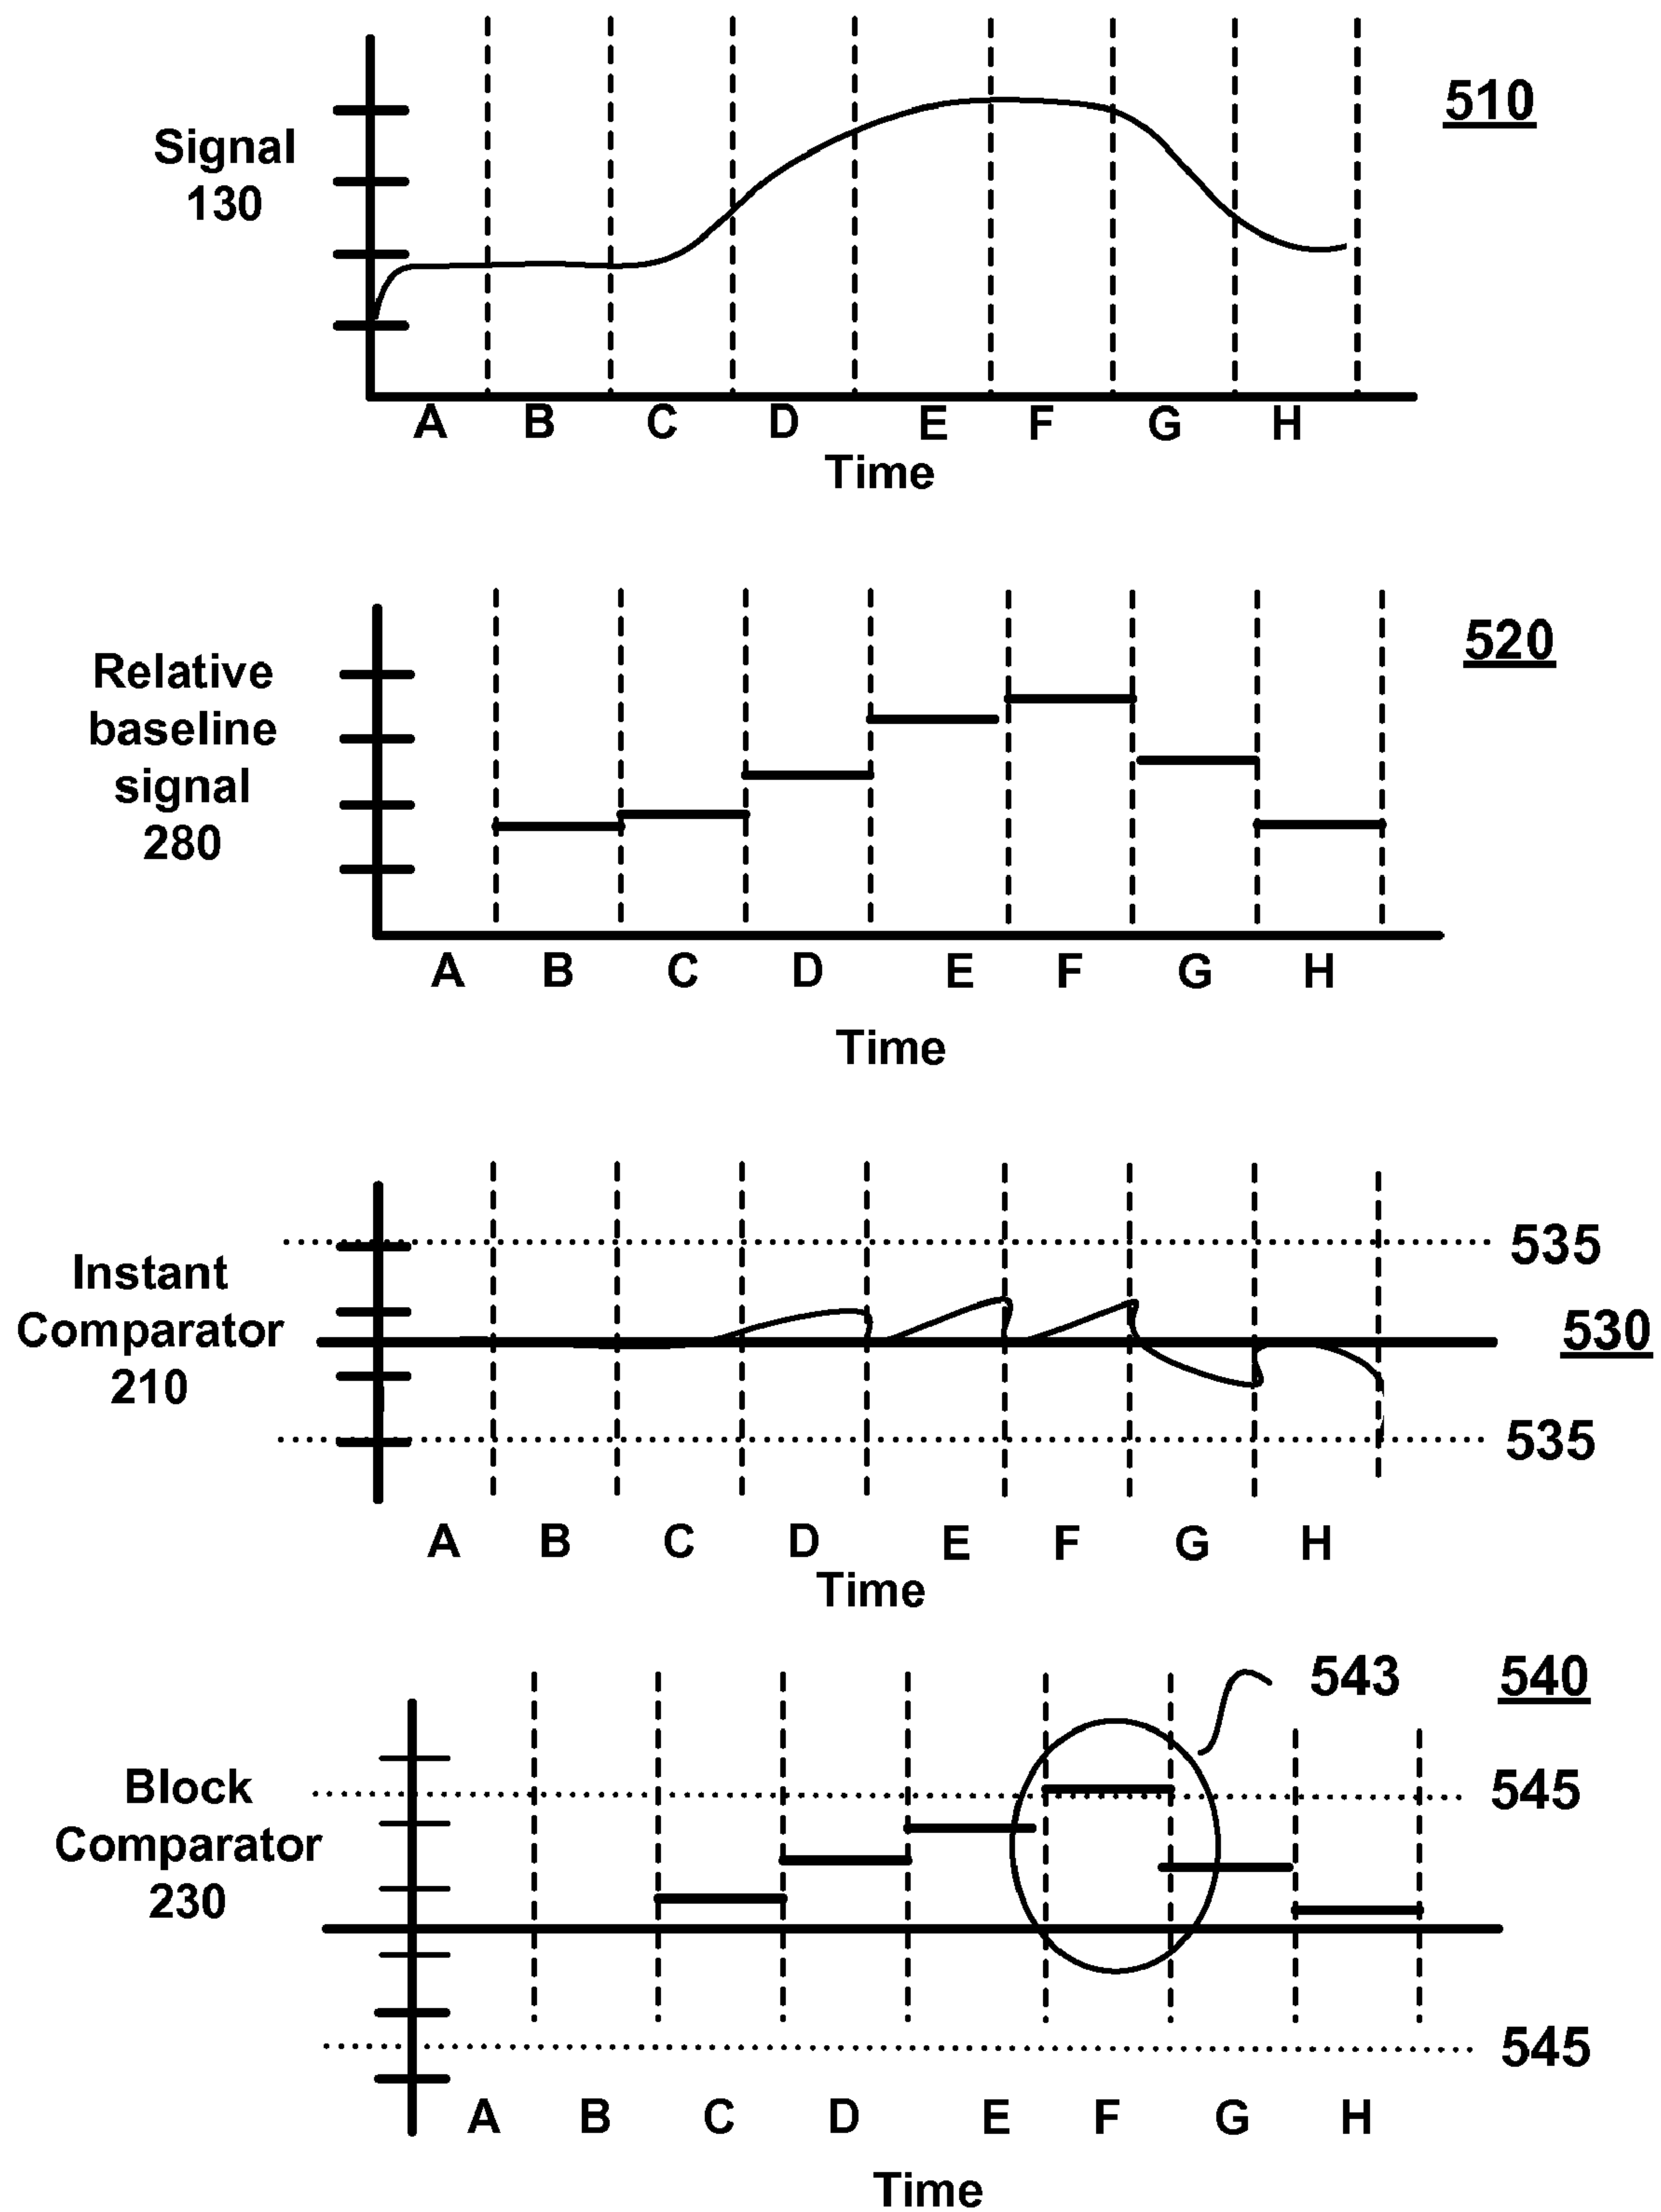 510
Signal
130
A B C D E F G H
Time
520
Relative
baseline
signal
280
A B C D E F G H
Time
535
Instant
Comparator
210
530
535
A B C D E F G H
Time
543 540
Block
Comparator
230
545
545
A B C D E F G H
Time